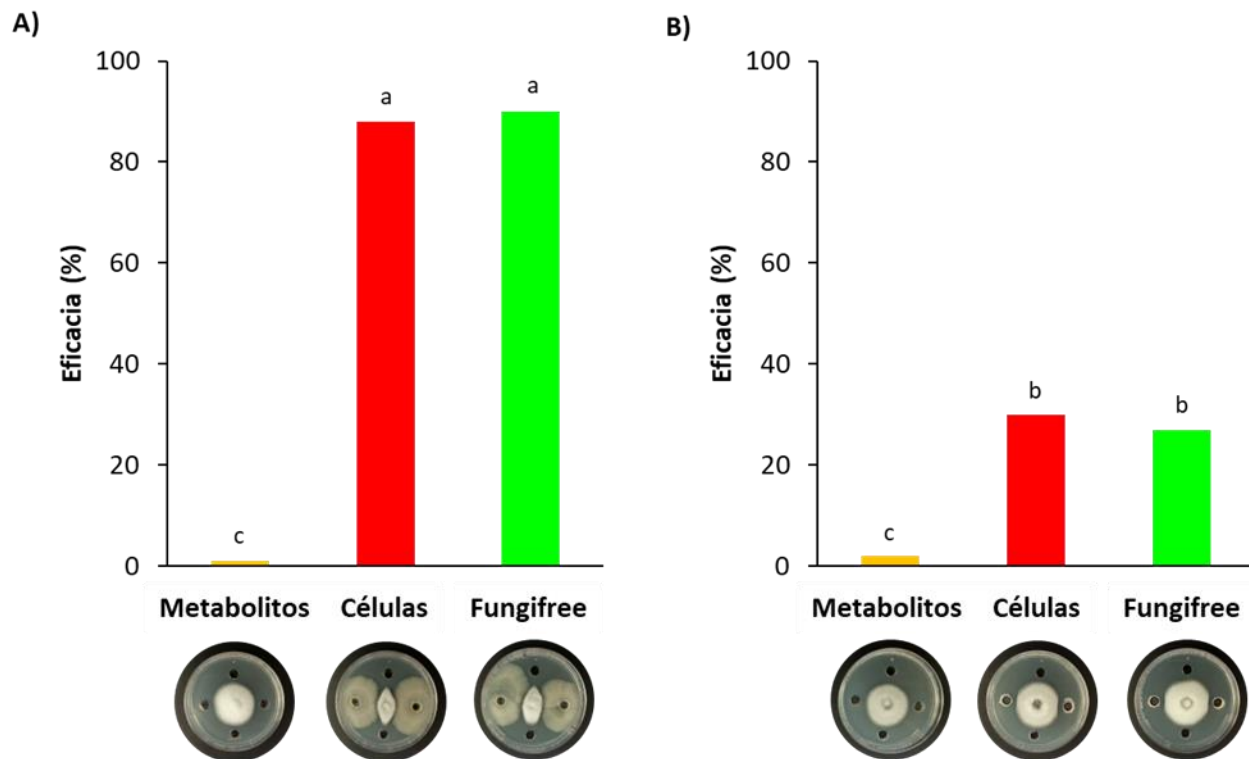 A)
Eficacia (%)
100
80
60
40
20
0
c
a
a
Metabolitos
Células
Fungifree
B)
Eficacia (%)
100
80
60
40
20
0
c
b
b
Metabolitos
Células
Fungifree